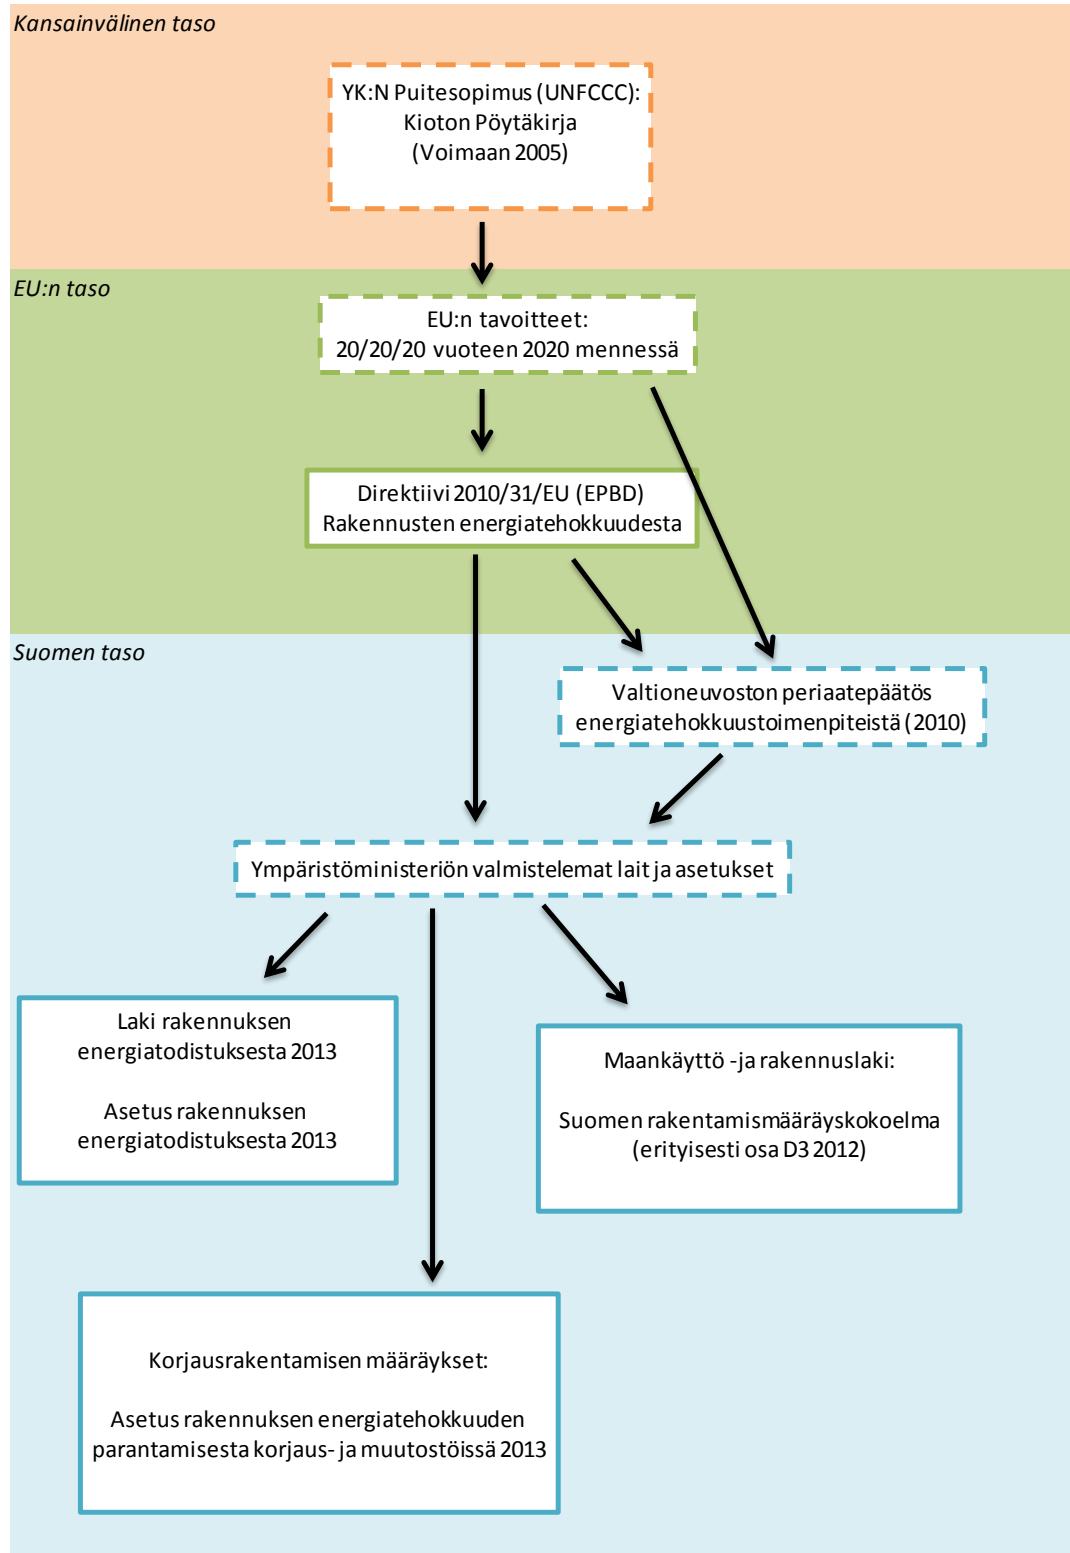 Kansainvälinen taso
YK:N Puitesopimus (UNFCCC):
Kioton Pöytäkirja
(Voimaan 2005)
EU:n taso
EU:n tavoitteet:
20/20/20 vuoteen 2020 mennessä
Direktiivi 2010/31/EU (EPBD)
Rakennusten energiatehokkuudesta
Suomen taso
Valtioneuvoston periaatepäätös
energiatehokkuustoimenpiteistä (2010)
Ympäristöministeriön valmistelemat lait ja asetukset
Laki rakennuksen
energiatodistuksesta 2013
Asetus rakennuksen
energiatodistuksesta 2013
Maankäyttö -ja rakennuslaki:
Suomen rakentamismääräyskokoelma
(erityisesti osa D3 2012)
Korjausrakentamisen määräykset:
Asetus rakennuksen energiatehokkuuden
parantamisesta korjaus- ja muutostöissä 2013